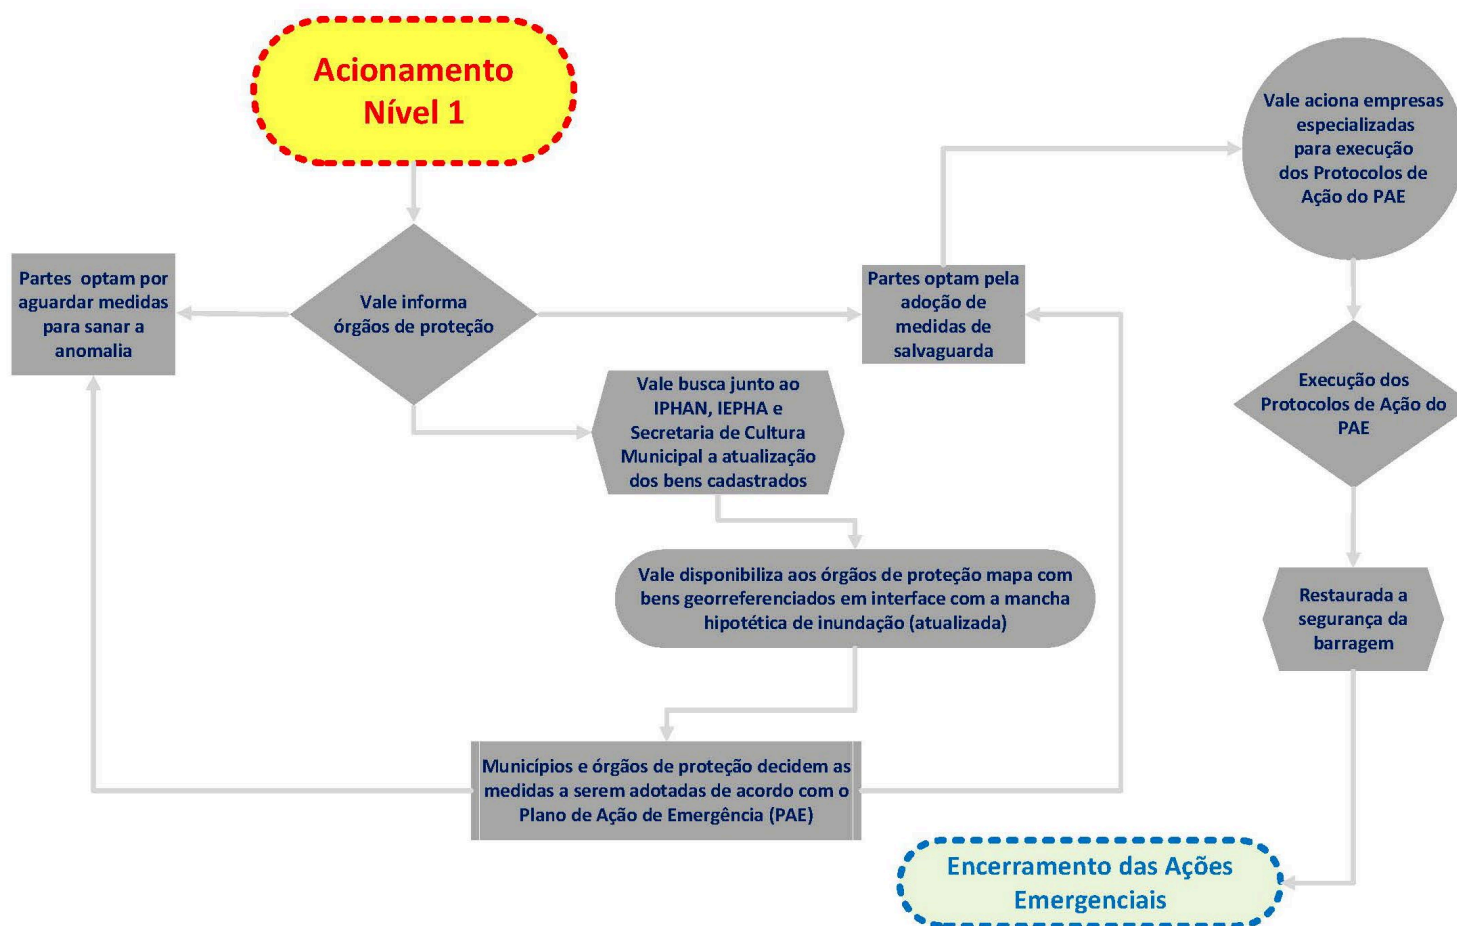 Acionamento
Nível 1
Vale aciona empresas
especializadas
para execução
dos Protocolos de
Ação do PAE
Partes optam por
aguardar medidas
para sanar a
anomalia
Vale informa
órgãos de proteção
Partes optam pela
adoção de
medidas de
salvaguarda
Vale busca junto ao
IPHAN, IEPHA e
Secretaria de Cultura
Municipal a atualização
dos bens cadastrados
Execução dos
Protocolos de Ação do
PAE
Vale disponibiliza aos órgãos de proteção mapa com
bens georreferenciados em interface com a mancha
hipotética de inundação (atualizada)
Restaurada a
segurança da
barragem
Municípios e órgãos de proteção decidem as
medidas a serem adotadas de acordo com o
Plano de Ação de Emergência (PAE)
Encerramento das Ações
Emergenciais